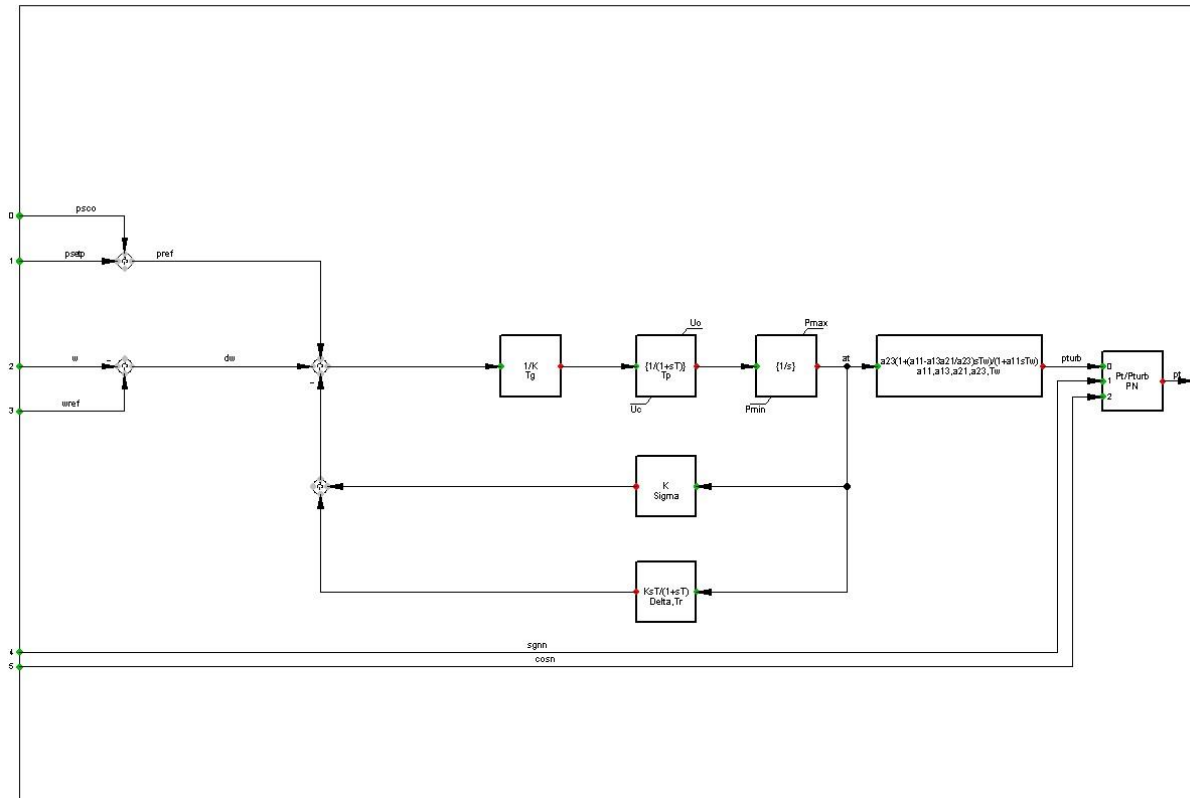 0
psco
1
psetp
pref
2
w
-
dw
3
wref
-
1/K
Tg
Uo
{1/(1+sT)}
Tp
Uc
Pmax
{1/s}
Pmin
at
a23(1+(a11-a13a21/a23)sTw)/(1+a11sTw)
a11,a13,a21,a23,Tw
pturb
0
1
2
Pt/Pturb
PN
pt
K
Sigma
KsT/(1+sT)
Delta,Tr
4
sgnn
5
cosn